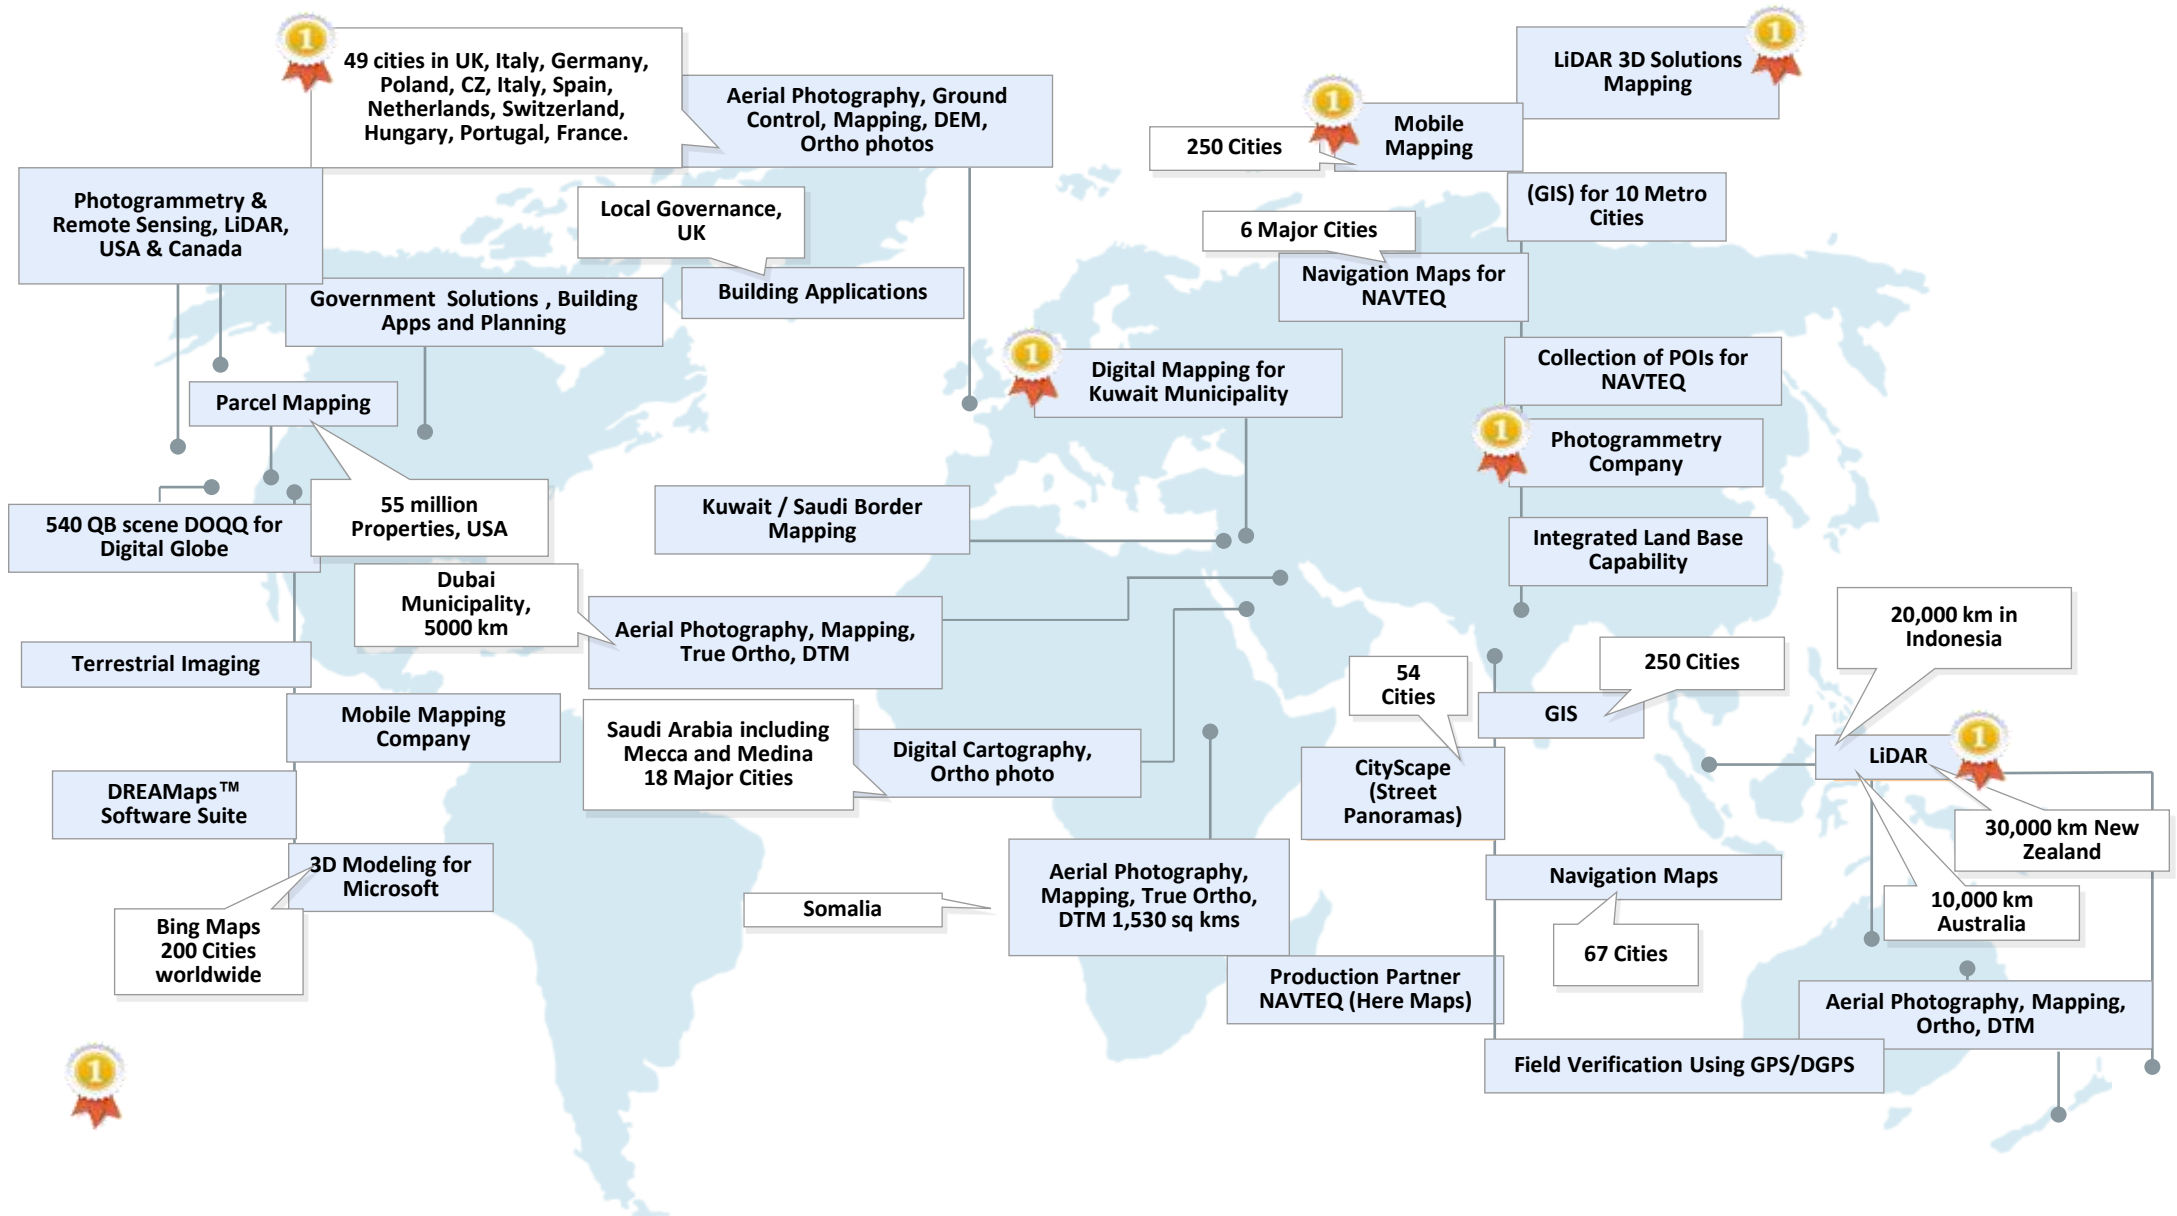 1
49 cities in UK, Italy, Germany,
Poland, CZ, Italy, Spain,
Netherlands, Switzerland,
Hungary, Portugal, France.
Aerial Photography, Ground
Control, Mapping, DEM,
Ortho photos
1
LiDAR 3D Solutions
Mapping
1
Mobile
Mapping
250 Cities
Photogrammetry &
Remote Sensing, LiDAR,
USA & Canada
Local Governance,
UK
(GIS) for 10 Metro
Cities
6 Major Cities
Navigation Maps for
NAVTEQ
Government Solutions , Building
Apps and Planning
Building Applications
1
Digital Mapping for
Kuwait Municipality
Collection of POIs for
NAVTEQ
Parcel Mapping
1
Photogrammetry
Company
55 million
Properties, USA
540 QB scene DOQQ for
Digital Globe
Kuwait / Saudi Border
Mapping
Integrated Land Base
Capability
Dubai
Municipality,
5000 km
Aerial Photography, Mapping,
True Ortho, DTM
20,000 km in
Indonesia
Terrestrial Imaging
250 Cities
54
Cities
GIS
Mobile Mapping
Company
Saudi Arabia including
Mecca and Medina
18 Major Cities
Digital Cartography,
Ortho photo
1
LiDAR
CityScape
(Street
Panoramas)
DREAMaps™
Software Suite
30,000 km New
Zealand
3D Modeling for
Microsoft
Aerial Photography,
Mapping, True Ortho,
DTM 1,530 sq kms
Navigation Maps
Somalia
10,000 km
Australia
Bing Maps
200 Cities
worldwide
67 Cities
Production Partner
NAVTEQ (Here Maps)
Aerial Photography, Mapping,
Ortho, DTM
Field Verification Using GPS/DGPS
1